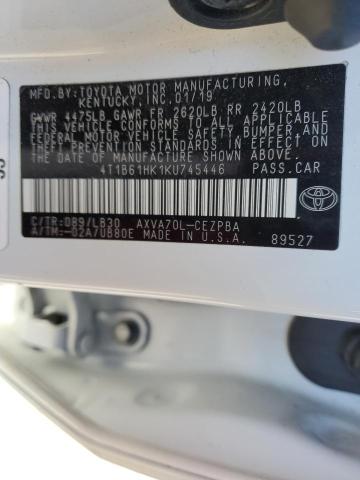 MFD.BY:TOYOTA MOTOR MANUFACTURING,
KENTUCKY, INC. 01/19
GVWR 4475LB GAWR FR 2620LB RR 2420LB
THIS VEHICLE CONFORMS TO ALL APPLICABLE
FEDERAL MOTOR VEHICLE SAFETY, BUMPER, AND
THEFT PREVENTION STANDARDS IN EFFECT ON
THE DATE OF MANUFACTURE SHOWN ABOVE.
4T1B61HK1KU745446 PASS.CAR
C/TR:089/LB30 AXVA70L-CEZPBA
A/TM:-02A/UB80E MADE IN U.S.A.
89527